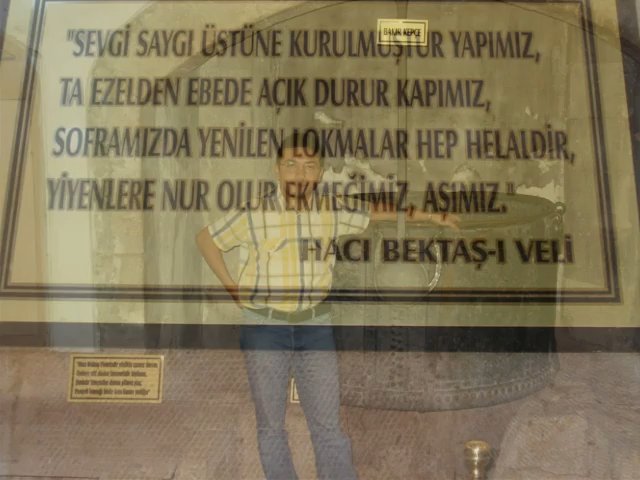 BAKIR KEPÇE
"SEVGİ SAYGI ÜSTÜNE KURULMUŞTUR YAPIMIZ,
TA EZELDEN EBEDE AÇIK DURUR KAPIMIZ,
SOFRAMIZDA YENİLEN LOKMALAR HEP HELALDİR,
YİYENLERE NUR OLUR EKMEĞİMİZ, AŞIMIZ."
HACI BEKTAŞ-I VELİ